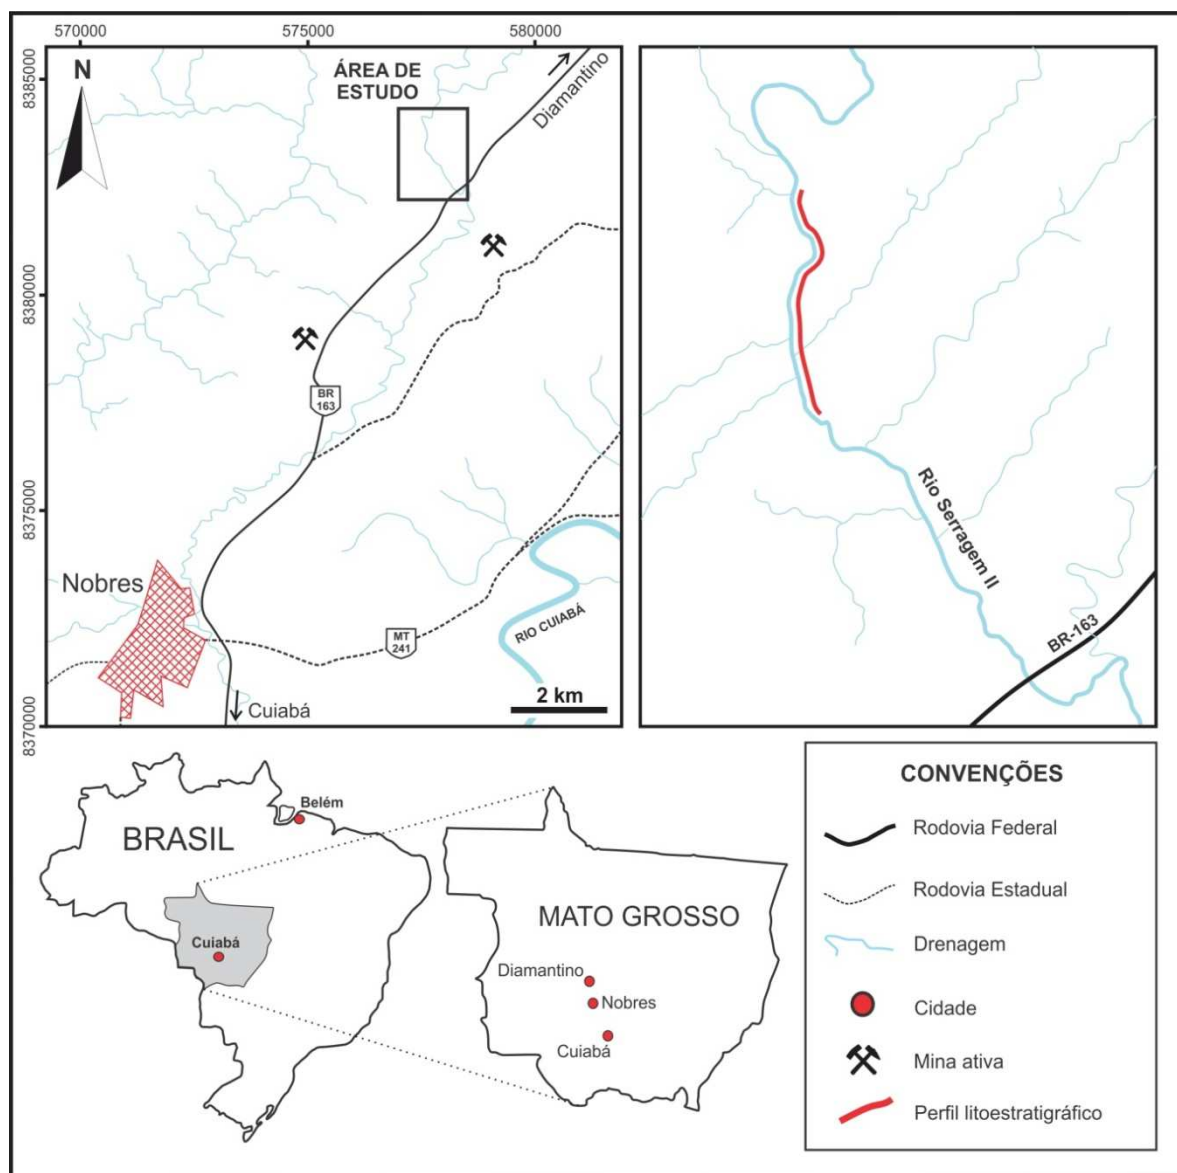 570000
575000
580000
8385000
8380000
8375000
8370000
N
ÁREA DE
ESTUDO
Diamantino
BR
163
Nobres
MT
241
RIO CUIABÁ
2 km
Cuiabá
Rio Serragem II
BR-163
BRASIL
Belém
Cuiabá
MATO GROSSO
Diamantino
Nobres
Cuiabá
CONVENÇÕES
Rodovia Federal
Rodovia Estadual
Drenagem
Cidade
Mina ativa
Perfil litoestratigráfico